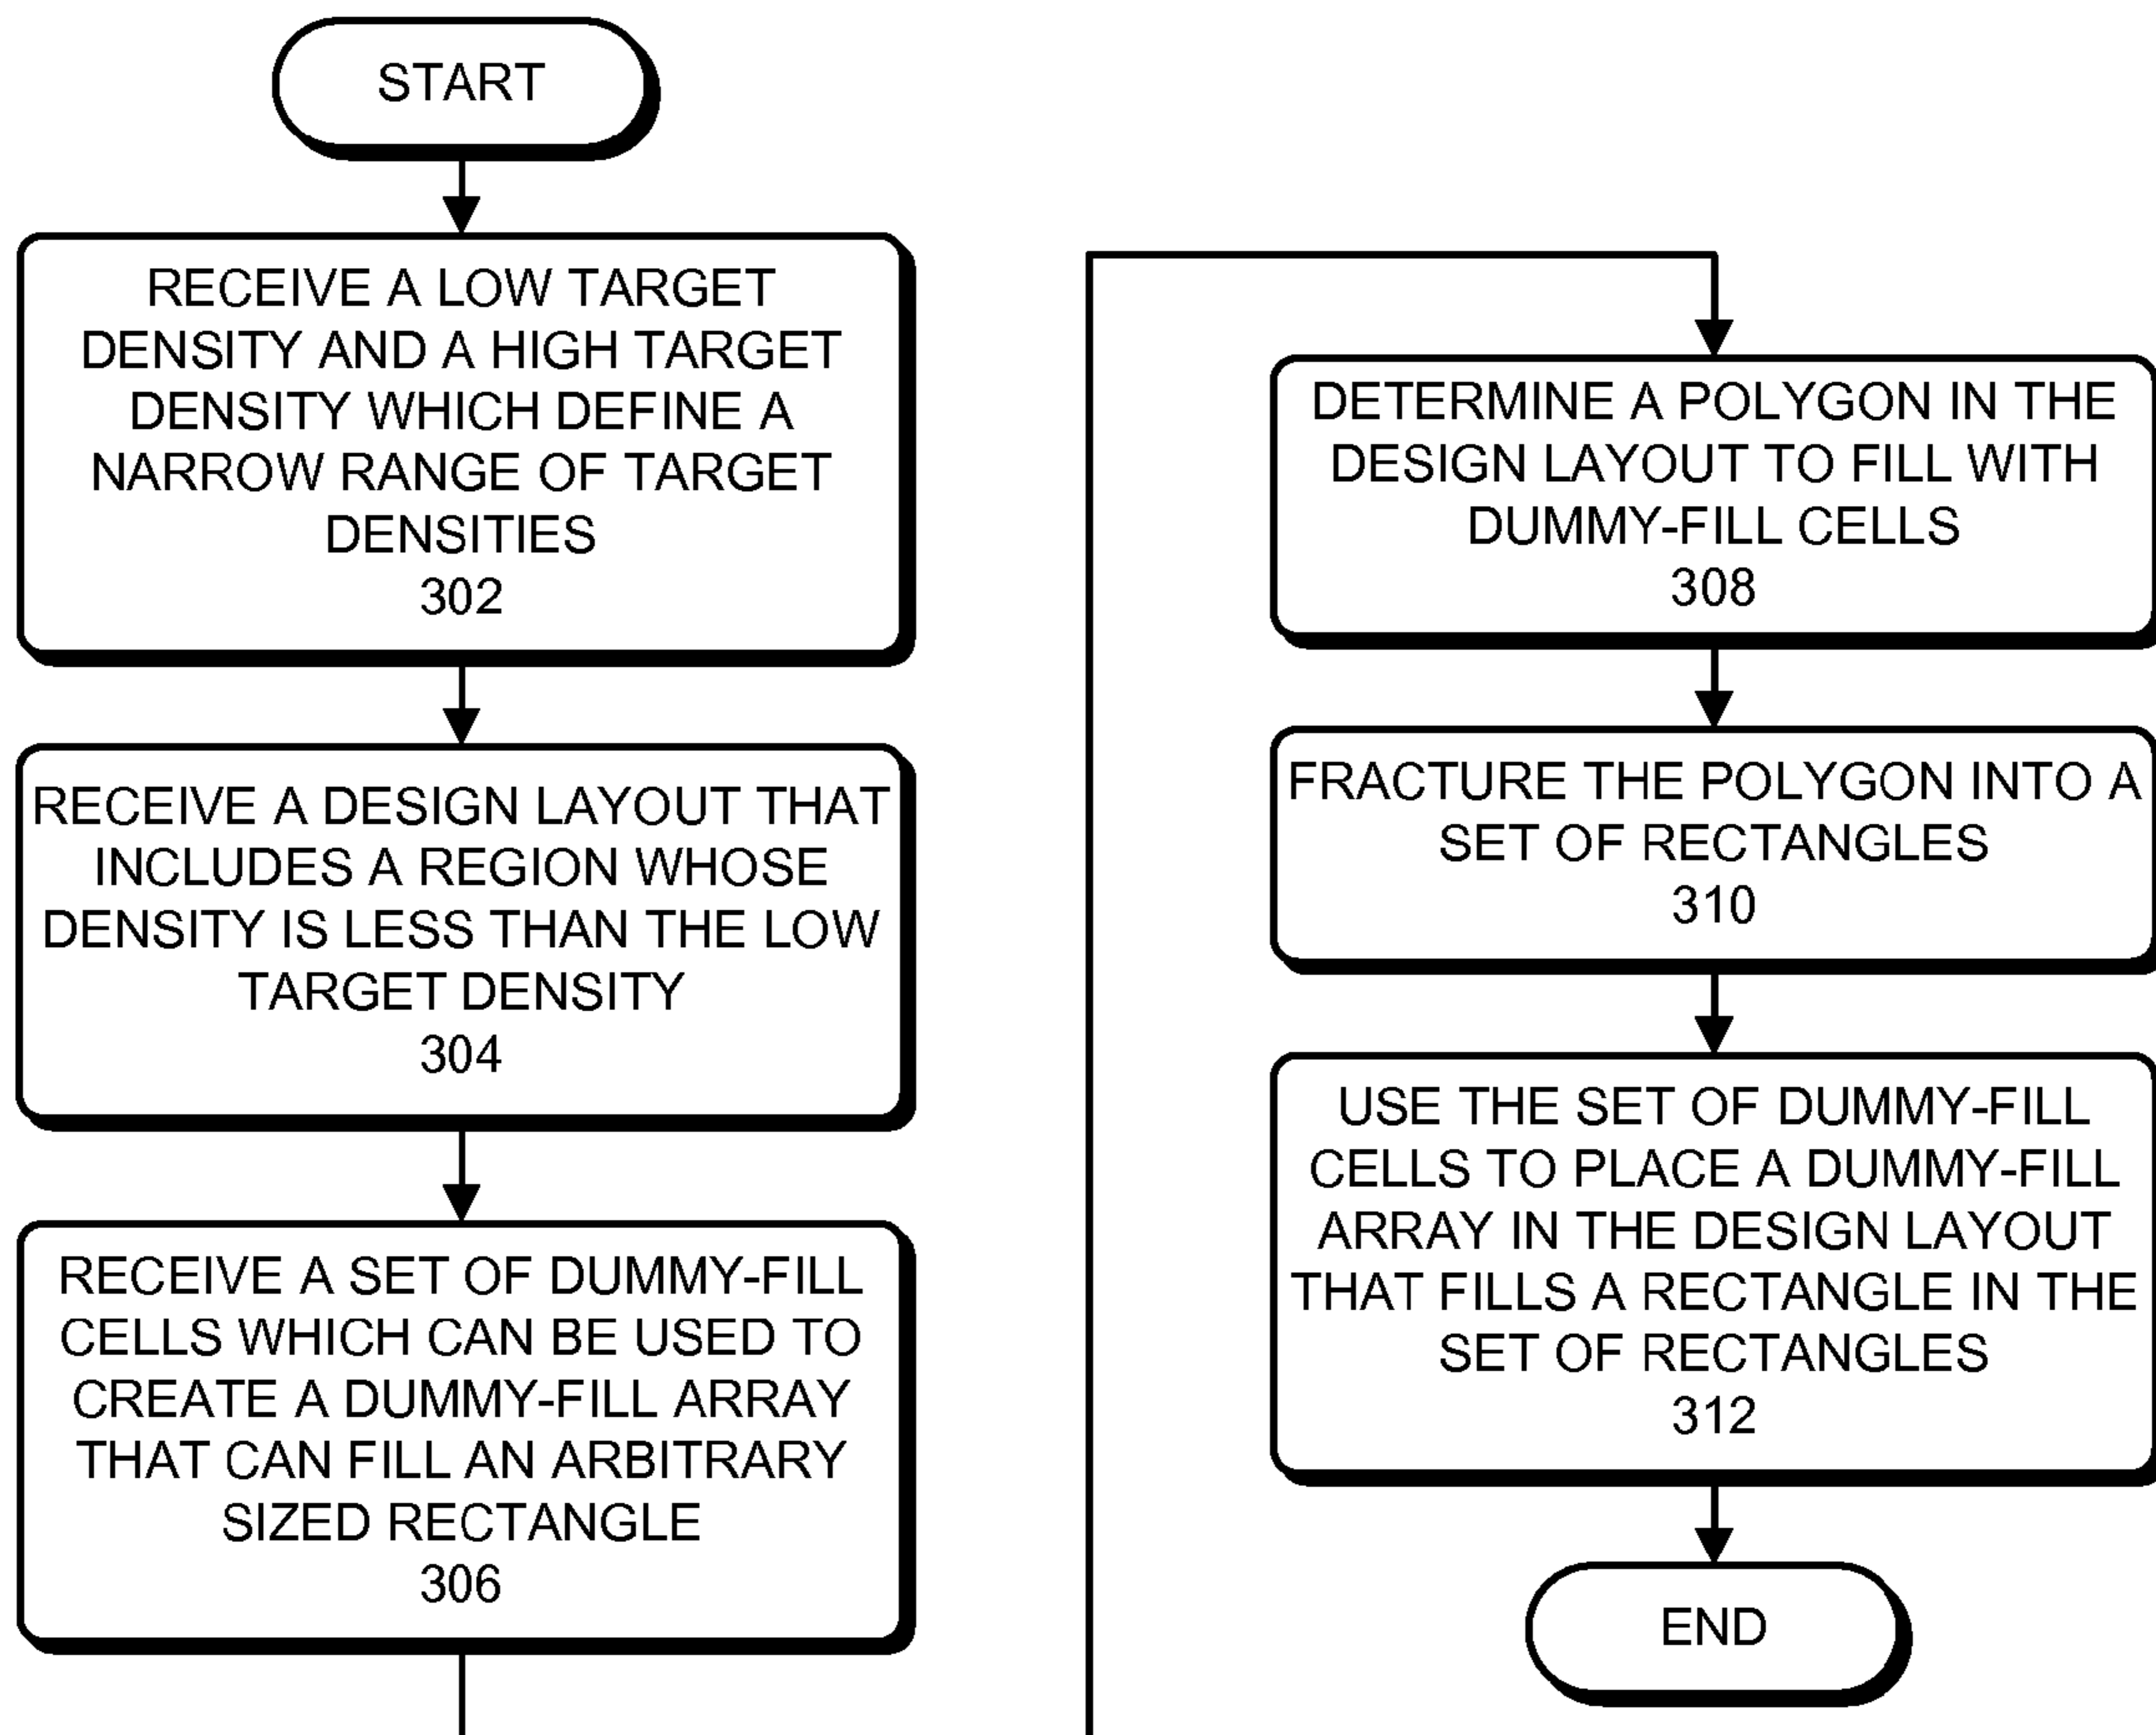 START
RECEIVE A LOW TARGET
DENSITY AND A HIGH TARGET
DENSITY WHICH DEFINE A
NARROW RANGE OF TARGET
DENSITIES
302
RECEIVE A DESIGN LAYOUT THAT
INCLUDES A REGION WHOSE
DENSITY IS LESS THAN THE LOW
TARGET DENSITY
304
RECEIVE A SET OF DUMMY-FILL
CELLS WHICH CAN BE USED TO
CREATE A DUMMY-FILL ARRAY
THAT CAN FILL AN ARBITRARY
SIZED RECTANGLE
306
DETERMINE A POLYGON IN THE
DESIGN LAYOUT TO FILL WITH
DUMMY-FILL CELLS
308
FRACTURE THE POLYGON INTO A
SET OF RECTANGLES
310
USE THE SET OF DUMMY-FILL
CELLS TO PLACE A DUMMY-FILL
ARRAY IN THE DESIGN LAYOUT
THAT FILLS A RECTANGLE IN THE
SET OF RECTANGLES
312
END